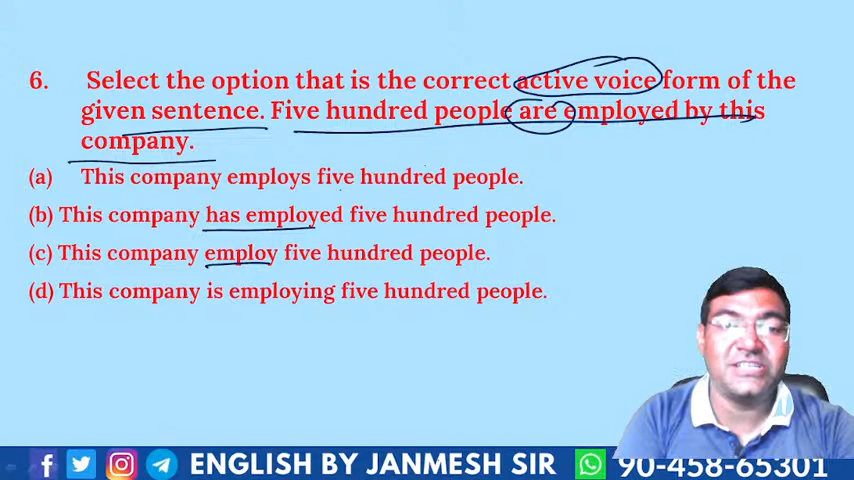 6. Select the option that is the correct active voice form of the
given sentence. Five hundred people are employed by this
company.
(a) This company employs five hundred people.
(b) This company has employed five hundred people.
(c) This company employ five hundred people.
(d) This company is employing five hundred people.
ENGLISH BY JANMESH SIR 90-458-65301